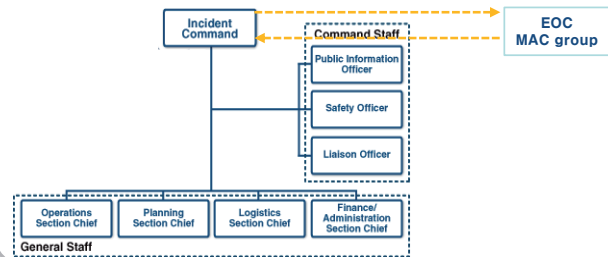 Incident
Command
EOC
MAC group
Command Staff
Public Information
Officer
Safety Officer
Liaison Officer
Operations
Section Chief
Planning
Section Chief
Logistics
Section Chief
Finance/
Administration
Section Chief
General Staff